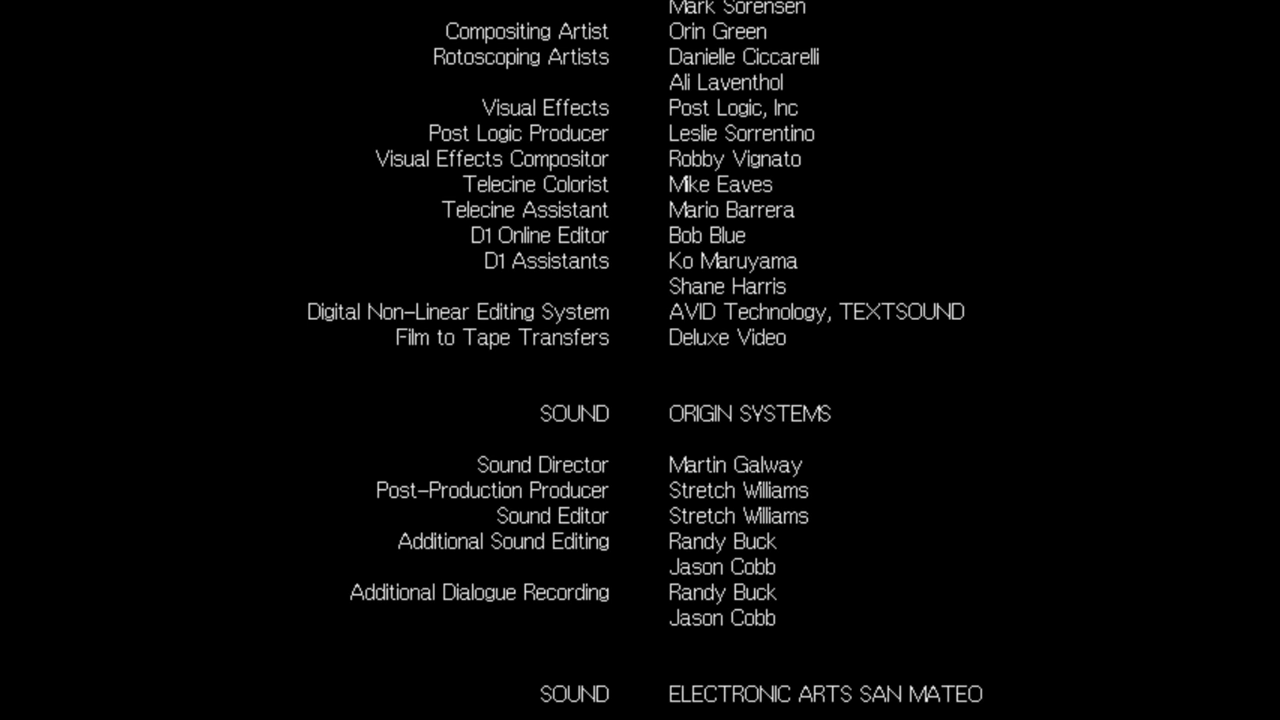 Mark Sorensen
Compositing Artist Orin Green
Rotoscoping Artists Danielle Ciccarelli
Ali Laventhol
Visual Effects Post Logic, Inc
Post Logic Producer Leslie Sorrentino
Visual Effects Compositor Robby Vignato
Telecine Colorist Mike Eaves
Telecine Assistant Mario Barrera
D1 Online Editor Bob Blue
D1 Assistants Ko Maruyama
Shane Harris
Digital Non-Linear Editing System AVID Technology, TEXTSOUND
Film to Tape Transfers Deluxe Video
SOUND ORIGIN SYSTEMS
Sound Director Martin Galway
Post-Production Producer Stretch Williams
Sound Editor Stretch Williams
Additional Sound Editing Randy Buck
Jason Cobb
Additional Dialogue Recording Randy Buck
Jason Cobb
SOUND ELECTRONIC ARTS SAN MATEO